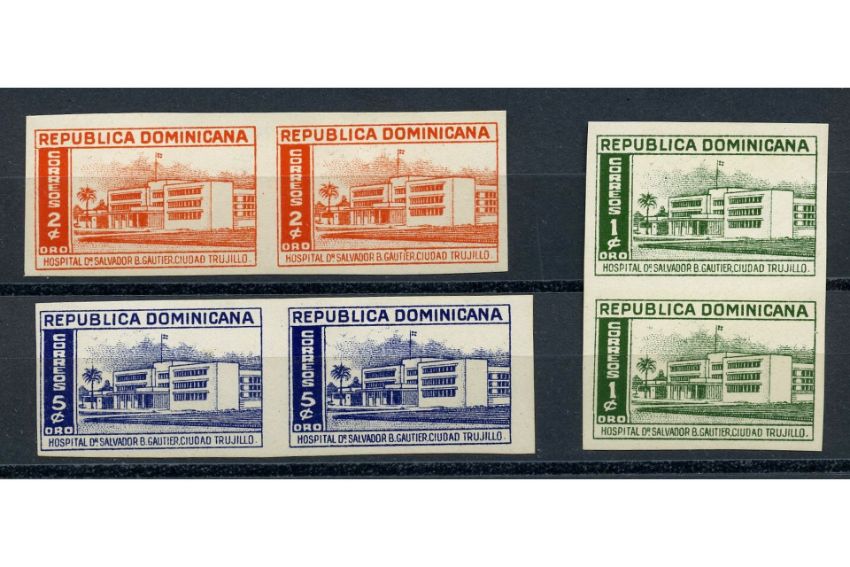 REPUBLICA DOMINICANA
CORREOS
2¢
ORO
HOSPITAL Dr. SALVADOR B. GAUTIER, CIUDAD TRUJILLO.
REPUBLICA DOMINICANA
CORREOS
2¢
ORO
HOSPITAL Dr. SALVADOR B. GAUTIER, CIUDAD TRUJILLO.
REPUBLICA DOMINICANA
CORREOS
1¢
ORO
HOSPITAL Dr. SALVADOR B. GAUTIER, CIUDAD TRUJILLO.
REPUBLICA DOMINICANA
CORREOS
1¢
ORO
HOSPITAL Dr. SALVADOR B. GAUTIER, CIUDAD TRUJILLO.
REPUBLICA DOMINICANA
CORREOS
5¢
ORO
HOSPITAL Dr. SALVADOR B. GAUTIER, CIUDAD TRUJILLO.
REPUBLICA DOMINICANA
CORREOS
5¢
ORO
HOSPITAL Dr. SALVADOR B. GAUTIER, CIUDAD TRUJILLO.